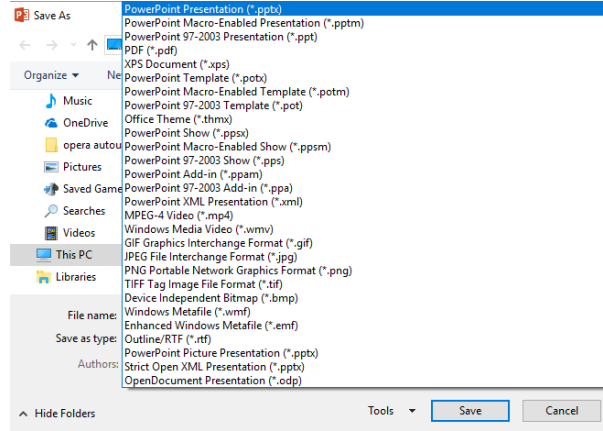 Save As
PowerPoint Presentation (*.pptx)
PowerPoint Macro-Enabled Presentation (*.pptm)
PowerPoint 97-2003 Presentation (*.ppt)
PDF (*.pdf)
XPS Document (*.xps)
PowerPoint Template (*.potx)
PowerPoint Macro-Enabled Template (*.potm)
PowerPoint 97-2003 Template (*.pot)
Office Theme (*.thmx)
PowerPoint Show (*.ppsx)
PowerPoint Macro-Enabled Show (*.ppsm)
PowerPoint 97-2003 Show (*.pps)
PowerPoint Add-in (*.ppam)
PowerPoint 97-2003 Add-in (*.ppa)
PowerPoint XML Presentation (*.xml)
MPEG-4 Video (*.mp4)
Windows Media Video (*.wmv)
GIF Graphics Interchange Format (*.gif)
JPEG File Interchange Format (*.jpg)
PNG Portable Network Graphics Format (*.png)
TIFF Tag Image File Format (*.tif)
Device Independent Bitmap (*.bmp)
Windows Metafile (*.wmf)
Enhanced Windows Metafile (*.emf)
Outline/RTF (*.rtf)
PowerPoint Picture Presentation (*.pptx)
Strict Open XML Presentation (*.pptx)
OpenDocument Presentation (*.odp)
Organize Ne
Music
OneDrive
opera autou
Pictures
Saved Game
Searches
Videos
This PC
Libraries
File name:
Save as type:
Authors:
Hide Folders
Tools
Save
Cancel